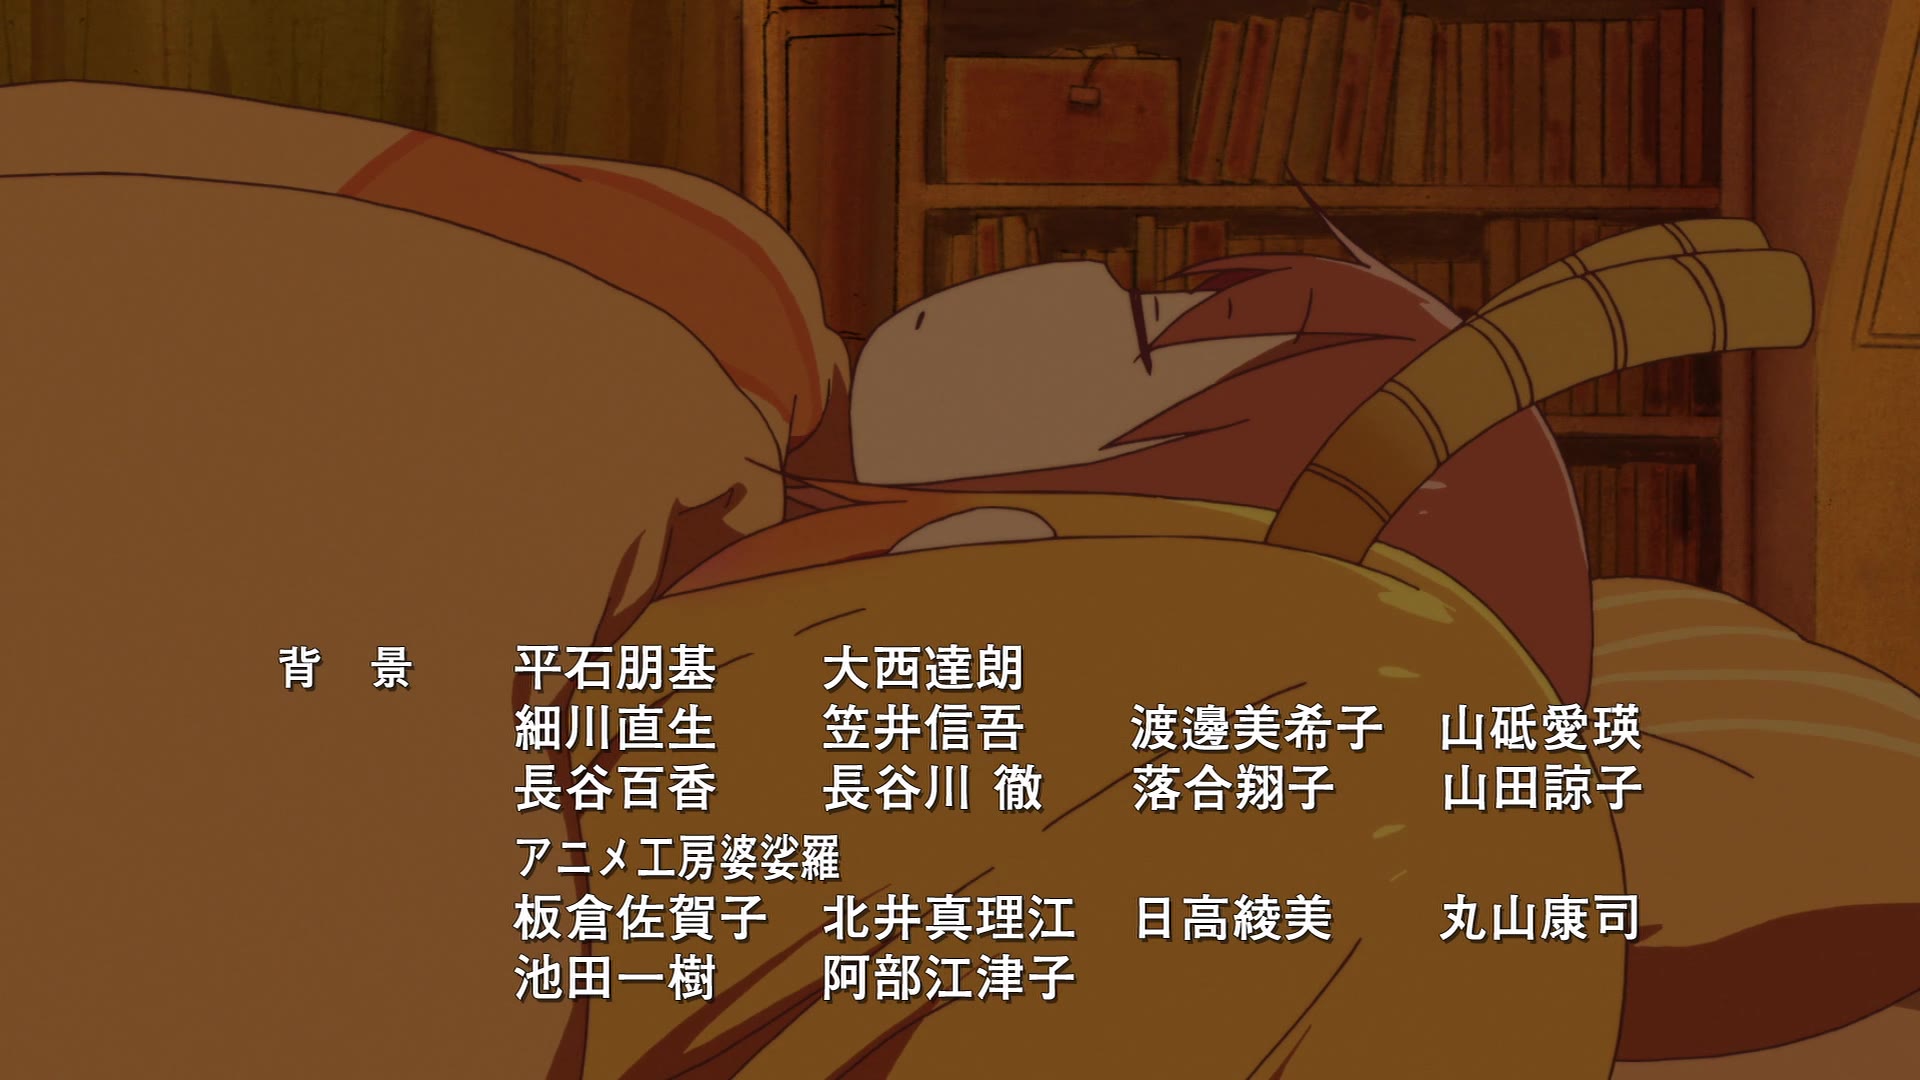 背　景　平石朋基　大西達朗
細川直生　笠井信吾　渡邊美希子　山砥愛瑛
長谷百香　長谷川 徹　落合翔子　山田諒子
アニメ工房婆娑羅
板倉佐賀子　北井真理江　日高綾美　丸山康司
池田一樹　阿部江津子